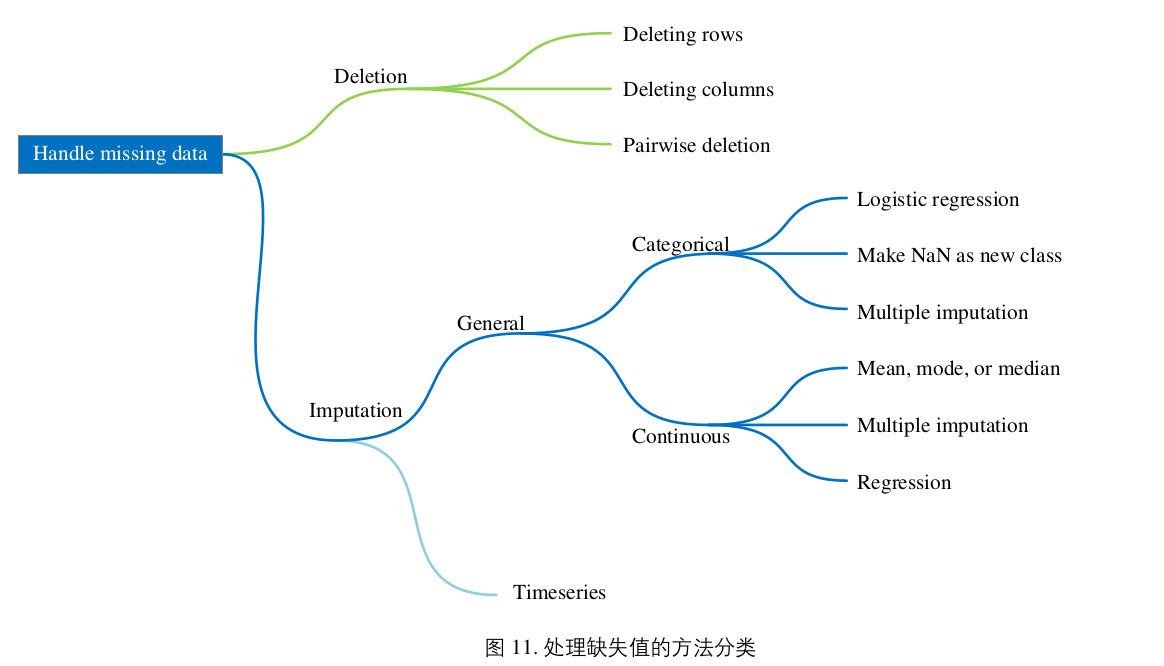 Deleting rows
Deletion
Deleting columns
Handle missing data
Pairwise deletion
Logistic regression
Categorical
Make NaN as new class
Multiple imputation
General
Mean, mode, or median
Imputation
Multiple imputation
Continuous
Regression
Timeseries
图 11. 处理缺失值的方法分类